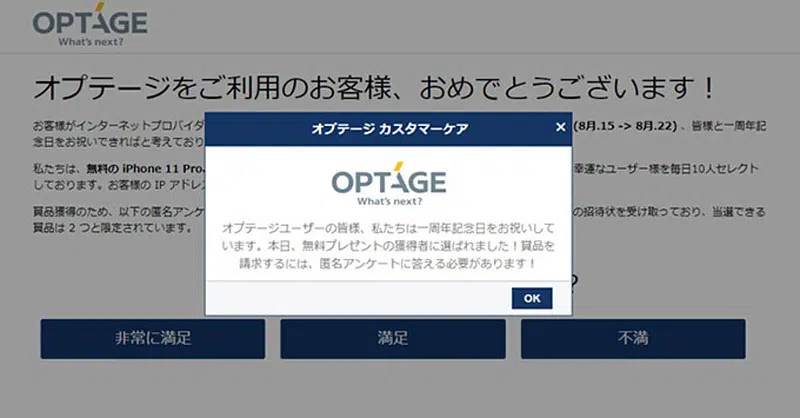 OPTAGE
What's next?
オプテージをご利用のお客様、おめでとうございます！
お客様がインターネットプロバイダ
(8月.15 -> 8月.22) 、皆様と一周年記
念日をお祝いできればと考えており
私たちは、無料の iPhone 11 Pro
幸運なユーザー様を毎日10人セレクト
しております。お客様の IP アドレス
賞品獲得のため、以下の匿名アンケ
の招待状を受け取っており、当選できる
賞品は 2 つと限定されています。
オプテージ カスタマーケア
×
OPTAGE
What's next?
オプテージユーザーの皆様、私たちは一周年記念日をお祝いして
います。本日、無料プレゼントの獲得者に選ばれました！賞品を
請求するには、匿名アンケートに答える必要があります！
OK
?
非常に満足
満足
不満